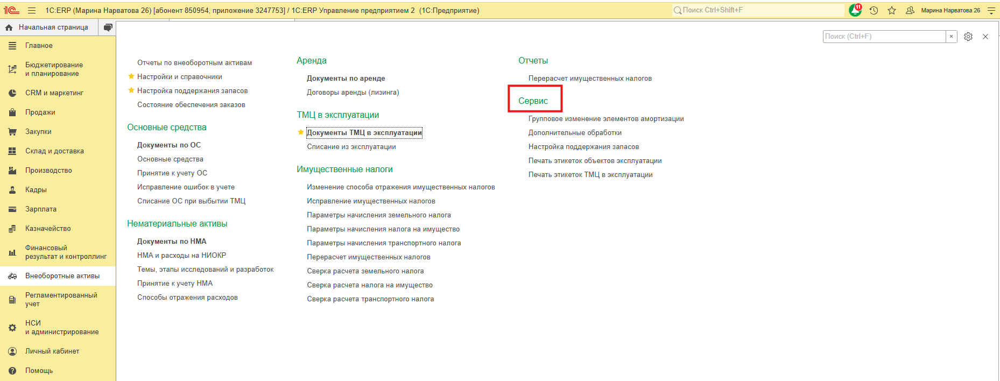 1С:ERP (Марина Нарватова 26) [абонент 850954, приложение 3247753] / 1С:ERP Управление предприятием 2 (1С:Предприятие)
Поиск Ctrl+Shift+F
11
Марина Нарватова 26
Начальная страница
Поиск (Ctrl+F)
×
Главное
Бюджетирование
и планирование
CRM и маркетинг
Продажи
Закупки
Склад и доставка
Производство
Кадры
Зарплата
Казначейство
Финансовый
результат и контроллинг
Внеоборотные активы
Регламентированный
учет
НСИ
и администрирование
Личный кабинет
Помощь
Отчеты по внеоборотным активам
Настройки и справочники
Настройка поддержания запасов
Состояние обеспечения заказов
Основные средства
Документы по ОС
Основные средства
Принятие к учету ОС
Исправление ошибок в учете
Списание ОС при выбытии ТМЦ
Нематериальные активы
Документы по НМА
НМА и расходы на НИОКР
Темы, этапы исследований и разработок
Принятие к учету НМА
Способы отражения расходов
Аренда
Документы по аренде
Договоры аренды (лизинга)
ТМЦ в эксплуатации
Документы ТМЦ в эксплуатации
Списание из эксплуатации
Имущественные налоги
Изменение способа отражения имущественных налогов
Исправление имущественных налогов
Параметры начисления земельного налога
Параметры начисления налога на имущество
Параметры начисления транспортного налога
Перерасчет имущественных налогов
Сверка расчета земельного налога
Сверка расчета налога на имущество
Сверка расчета транспортного налога
Отчеты
Перерасчет имущественных налогов
Сервис
Групповое изменение элементов амортизации
Дополнительные обработки
Настройка поддержания запасов
Печать этикеток объектов эксплуатации
Печать этикеток ТМЦ в эксплуатации